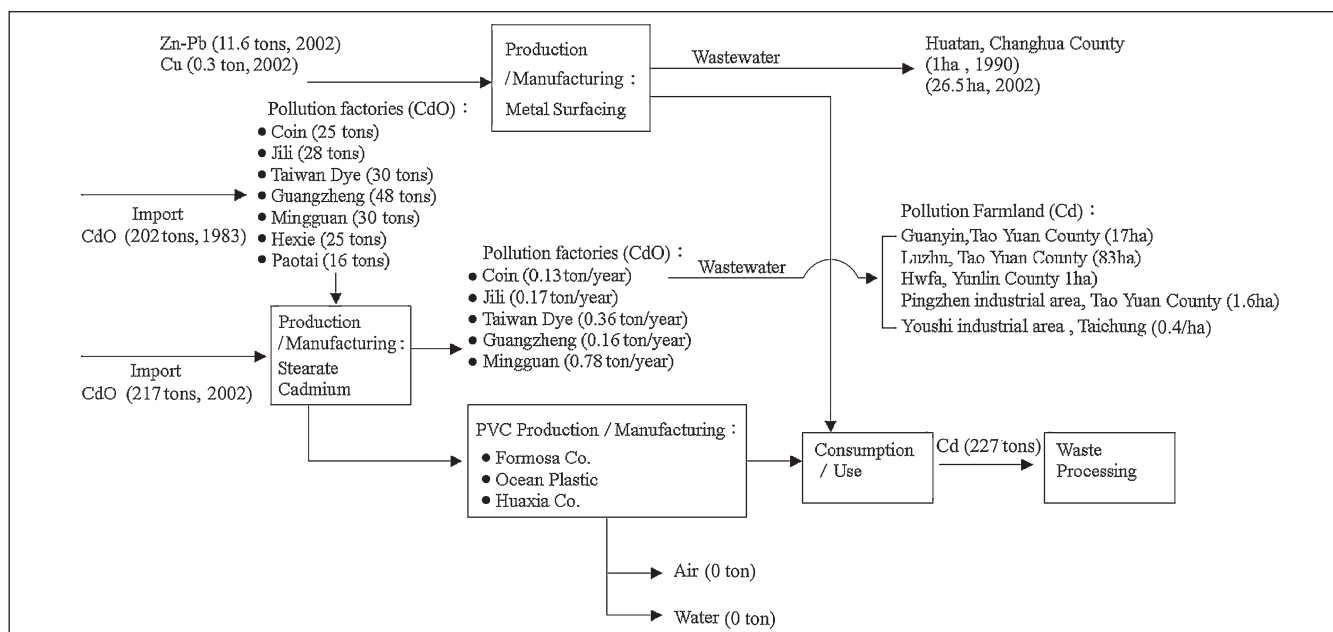 Zn-Pb (11.6 tons, 2002)
Cu (0.3 ton, 2002)
Production
/Manufacturing：
Metal Surfacing
Wastewater
Huatan, Changhua County
(1ha , 1990)
(26.5ha, 2002)
Pollution factories (CdO)：
● Coin (25 tons)
● Jili (28 tons)
● Taiwan Dye (30 tons)
● Guangzheng (48 tons)
● Mingguan (30 tons)
● Hexie (25 tons)
● Paotai (16 tons)
Import
CdO (202 tons, 1983)
Pollution factories (CdO)：
● Coin (0.13ton/year)
● Jili (0.17ton/year)
● Taiwan Dye (0.36 ton/year)
● Guangzheng (0.16 ton/year)
● Mingguan (0.78 ton/year)
Wastewater
Pollution Farmland (Cd)：
Guanyin,Tao Yuan County (17ha)
Luzhu, Tao Yuan County (83ha)
Hwfa, Yunlin County 1ha)
Pingzhen industrial area, Tao Yuan County (1.6ha)
Youshi industrial area , Taichung (0.4/ha)
Production
/Manufacturing：
Stearate
Cadmium
Import
CdO (217 tons, 2002)
PVC Production / Manufacturing：
● Formosa Co.
● Ocean Plastic
● Huaxia Co.
Consumption
/ Use
Cd (227 tons)
Waste
Processing
Air (0 ton)
Water (0 ton)